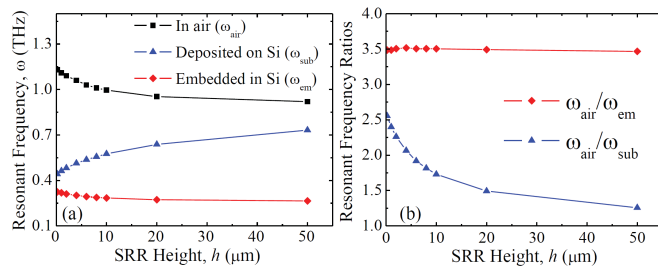 Resonant Frequency, ω (THz)
1.3
1.0
0.7
0.4
0.1
In air (ω_air)
Deposited on Si (ω_sub)
Embedded in Si (ω_em)
(a)
0 10 20 30 40 50
SRR Height, h (μm)
Resonant Frequency Ratios
4.0
3.5
3.0
2.5
2.0
1.5
1.0
ω_air/ω_em
ω_air/ω_sub
(b)
0 10 20 30 40 50
SRR Height, h (μm)